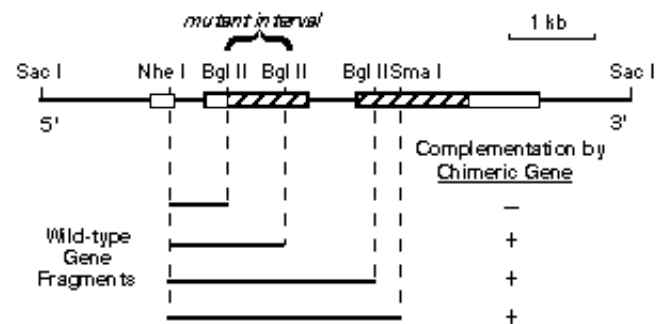 mutant interval
1 kb
Sac I Nhe I Bgl II Bgl II Bgl II Sma I Sac I
5' 3'
Complementation by
Chimeric Gene
–
Wild-type
Gene
Fragments
+
+
+